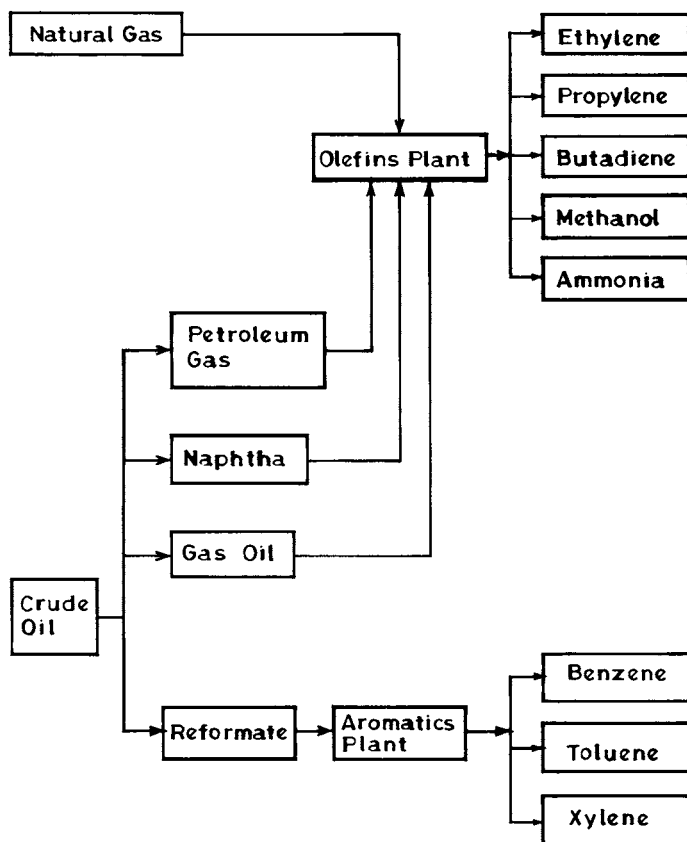 Natural Gas
Ethylene
Propylene
Olefins Plant
Butadiene
Methanol
Ammonia
Petroleum
Gas
Naphtha
Gas Oil
Crude
Oil
Reformate
Aromatics
Plant
Benzene
Toluene
Xylene